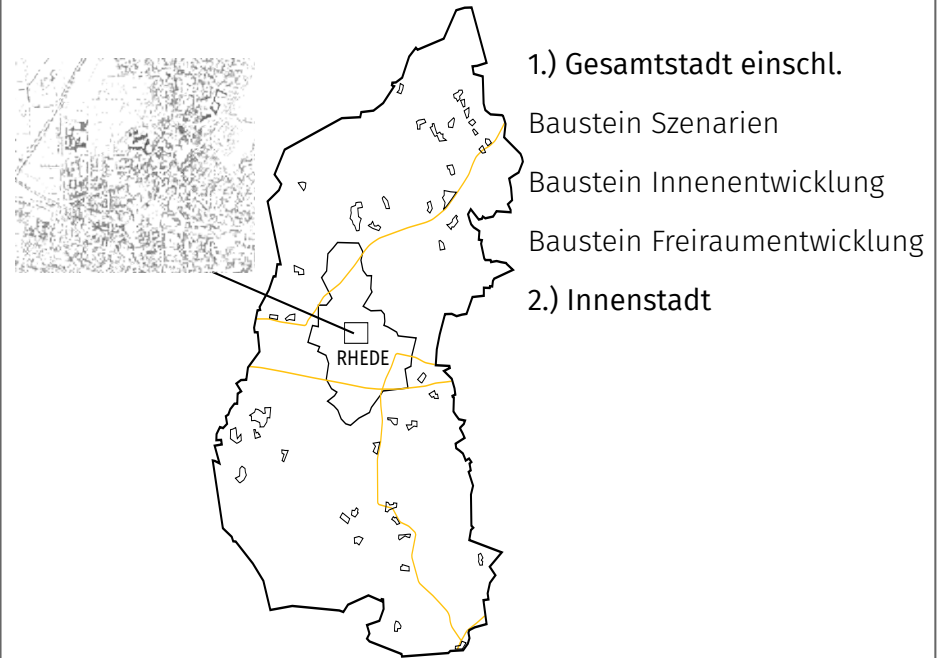 1.) Gesamtstadt einschl.
Baustein Szenarien
Baustein Innenentwicklung
Baustein Freiraumentwicklung
2.) Innenstadt
RHEDE